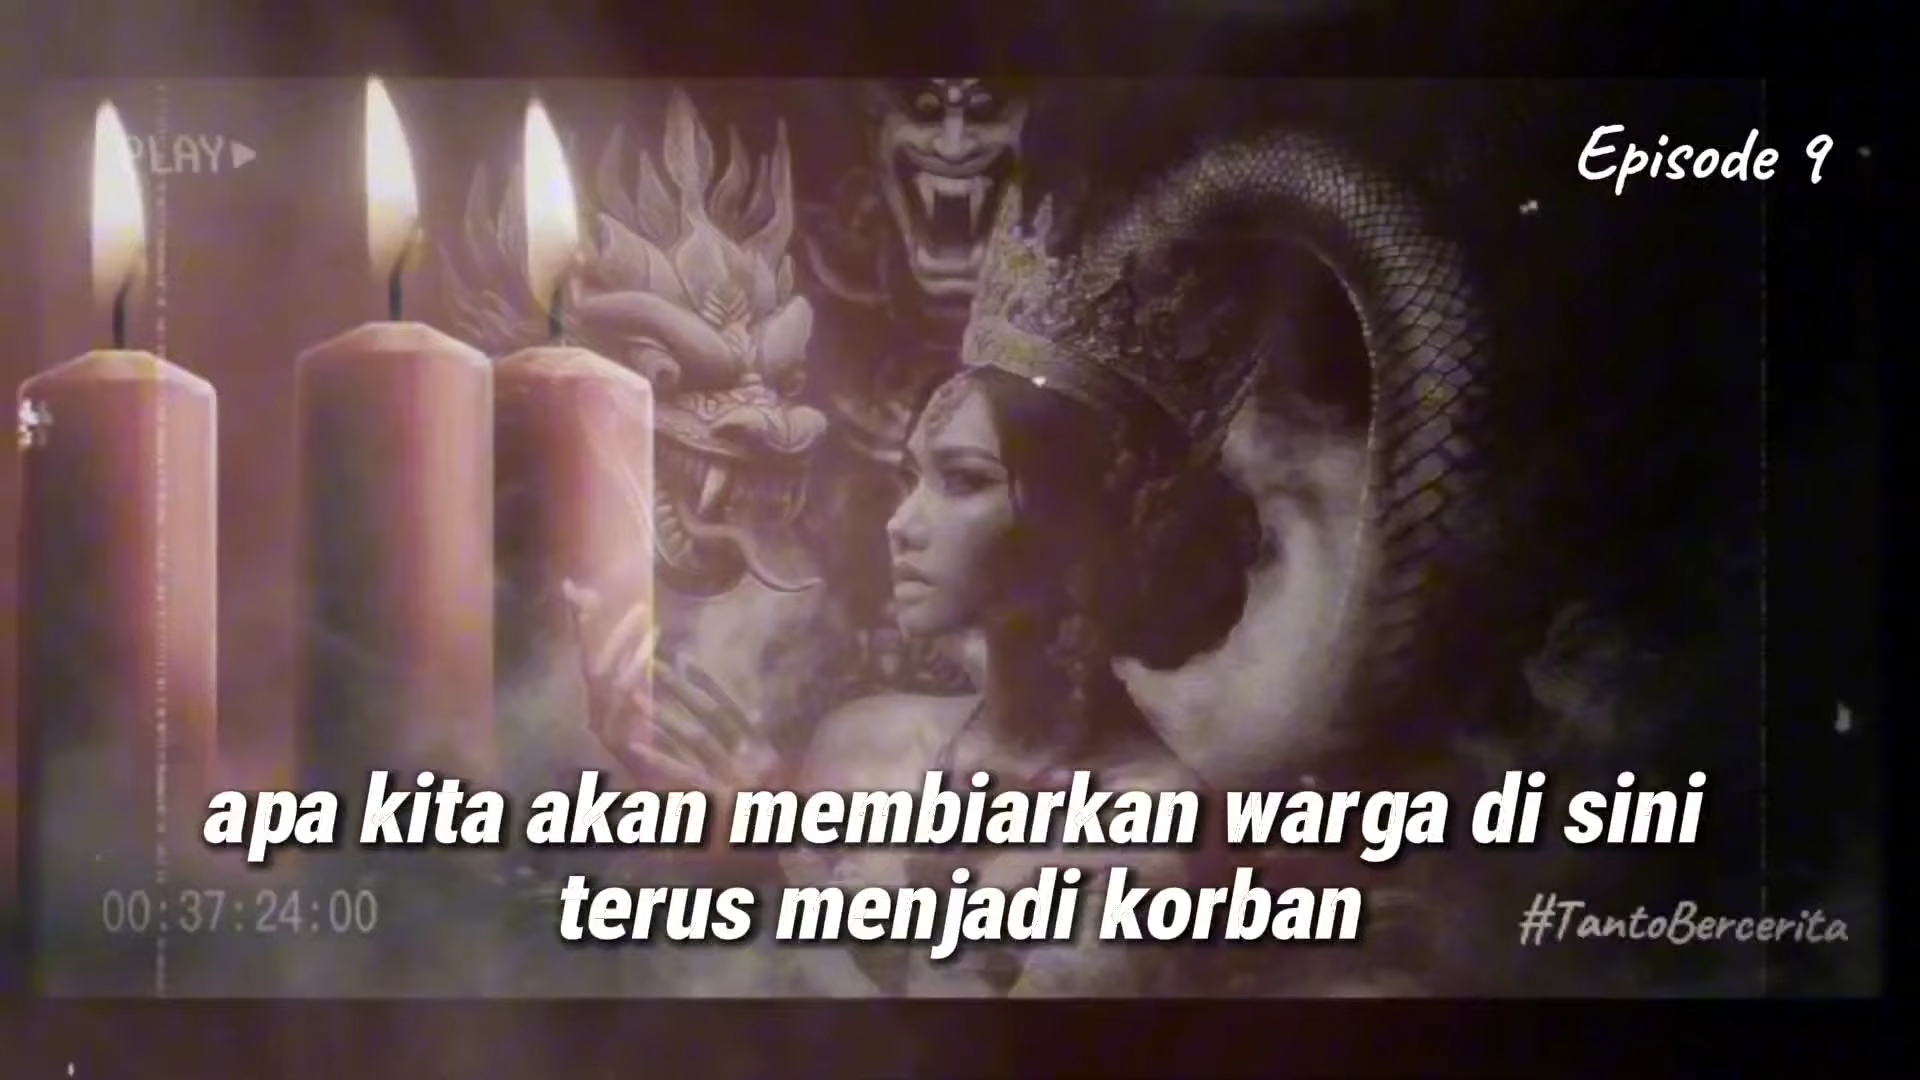 PLAY
Episode 9
apa kita akan membiarkan warga di sini
terus menjadi korban
00:37:24:00
#TantoBercerita